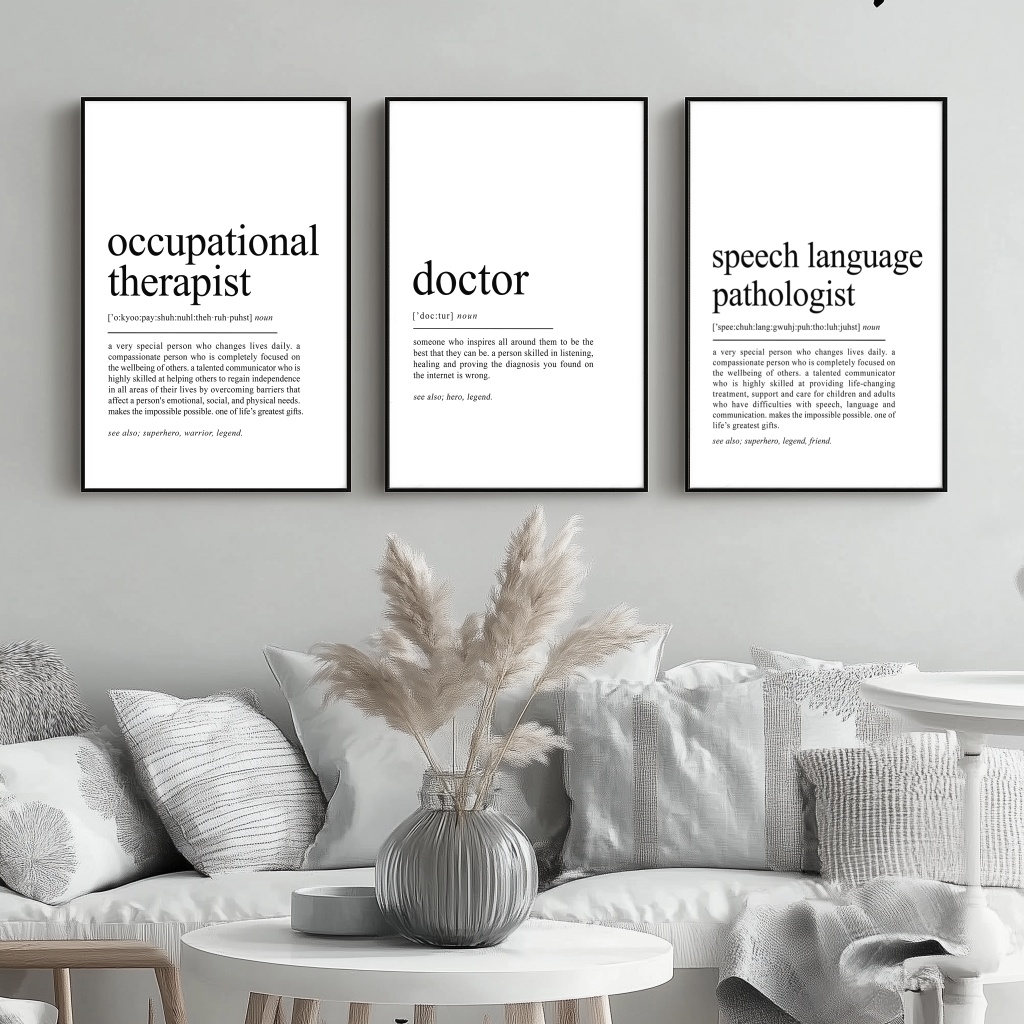 occupational
therapist
['o:kyoo:pay:shuh:nuhl:theh·ruh·puhst] noun
a very special person who changes lives daily. a
compassionate person who is completely focused on
the wellbeing of others. a talented communicator who is
highly skilled at helping others to regain independence
in all areas of their lives by overcoming barriers that
affect a person's emotional, social, and physical needs.
makes the impossible possible. one of life's greatest gifts.
see also; superhero, warrior, legend.
doctor
['doc:tur] noun
someone who inspires all around them to be the
best that they can be. a person skilled in listening,
healing and proving the diagnosis you found on
the internet is wrong.
see also; hero, legend.
speech language
pathologist
['spee:chuh:lang:gwuhj:puh:tho:luh:juhst] noun
a very special person who changes lives daily. a
compassionate person who is completely focused on
the wellbeing of others. a talented communicator
who is highly skilled at providing life-changing
treatment, support and care for children and adults
who have difficulties with speech, language and
communication. makes the impossible possible. one of
life's greatest gifts.
see also; superhero, legend, friend.